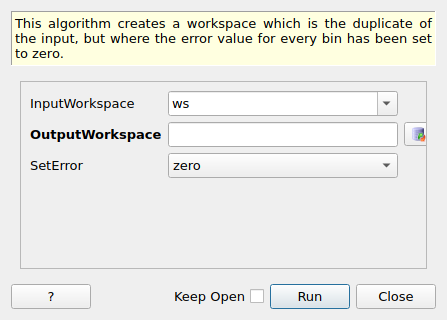 This algorithm creates a workspace which is the duplicate of
the input, but where the error value for every bin has been set
to zero.
InputWorkspace ws
OutputWorkspace
SetError zero
? Keep Open Run Close